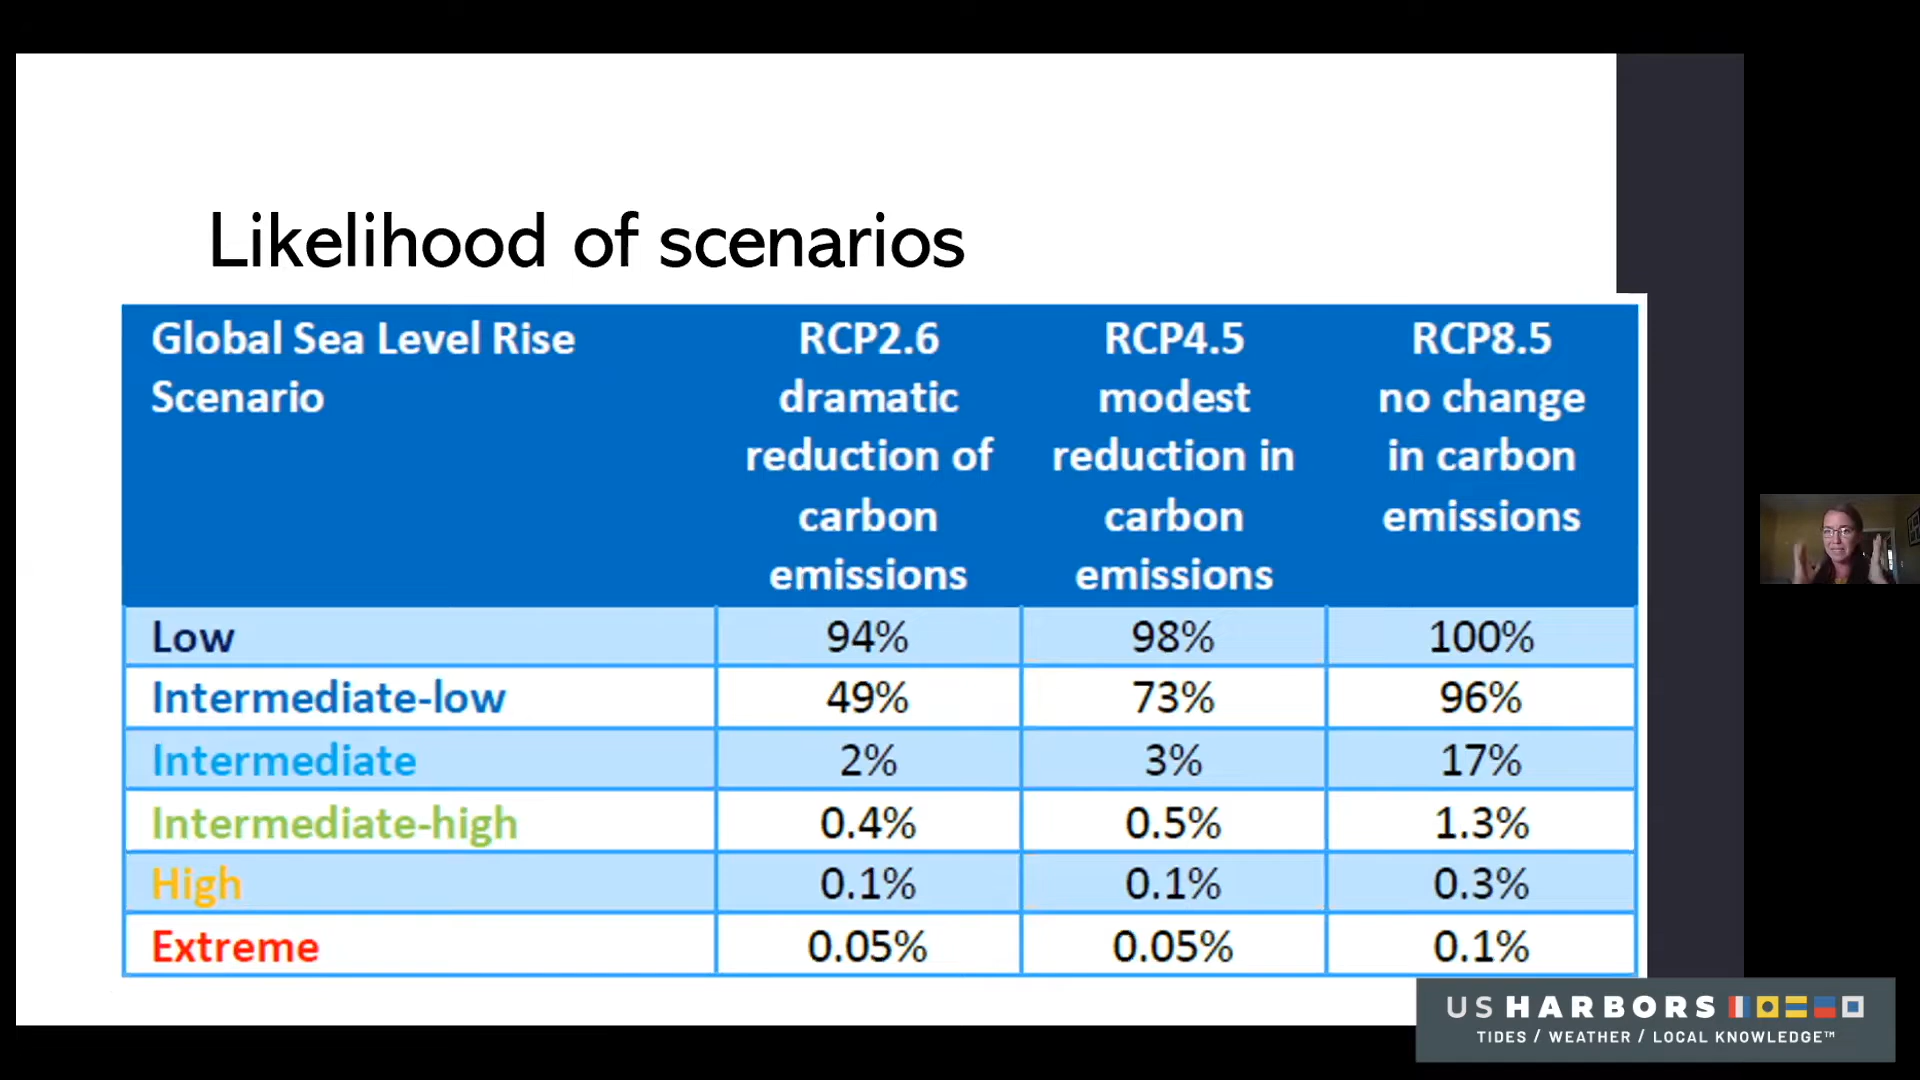 Likelihood of scenarios
Global Sea Level Rise Scenario
RCP2.6 dramatic reduction of carbon emissions
RCP4.5 modest reduction in carbon emissions
RCP8.5 no change in carbon emissions
Low 94% 98% 100%
Intermediate-low 49% 73% 96%
Intermediate 2% 3% 17%
Intermediate-high 0.4% 0.5% 1.3%
High 0.1% 0.1% 0.3%
Extreme 0.05% 0.05% 0.1%
US HARBORS
TIDES / WEATHER / LOCAL KNOWLEDGE™